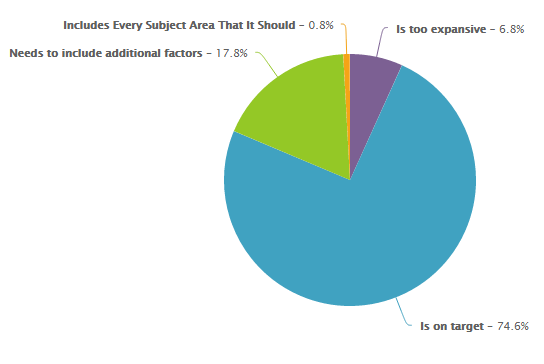 Includes Every Subject Area That It Should – 0.8%
Is too expansive – 6.8%
Needs to include additional factors – 17.8%
Is on target – 74.6%